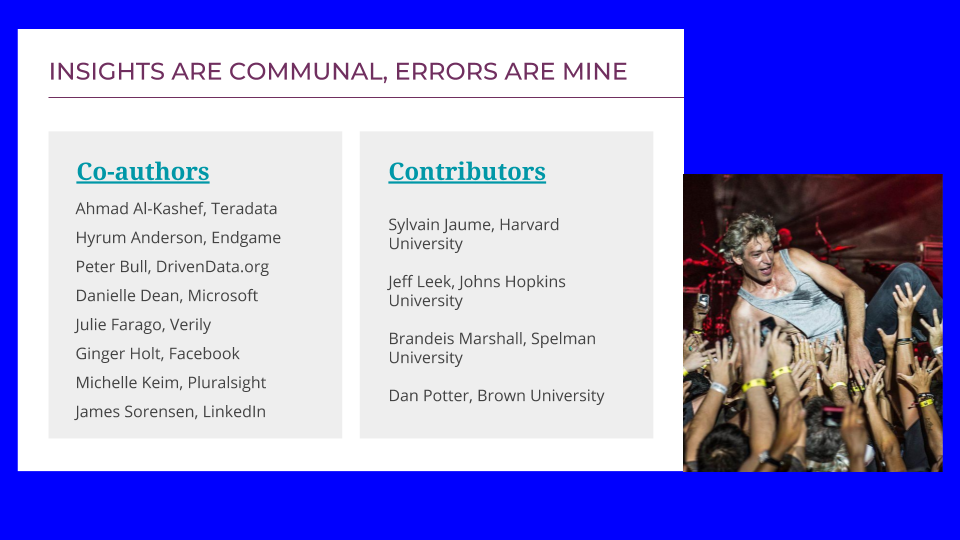 INSIGHTS ARE COMMUNAL, ERRORS ARE MINE
Co-authors
Ahmad Al-Kashef, Teradata
Hyrum Anderson, Endgame
Peter Bull, DrivenData.org
Danielle Dean, Microsoft
Julie Farago, Verily
Ginger Holt, Facebook
Michelle Keim, Pluralsight
James Sorensen, LinkedIn
Contributors
Sylvain Jaume, Harvard
University
Jeff Leek, Johns Hopkins
University
Brandeis Marshall, Spelman
University
Dan Potter, Brown University